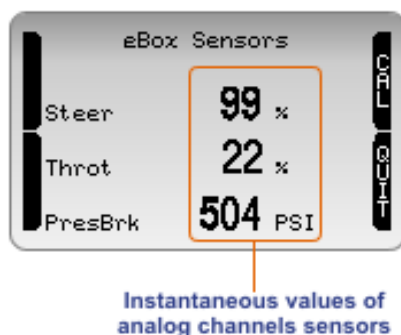 eBox Sensors
Steer 99 %
Throt 22 %
PresBrk 504 PSI
CAL
QUIT
Instantaneous values of
analog channels sensors